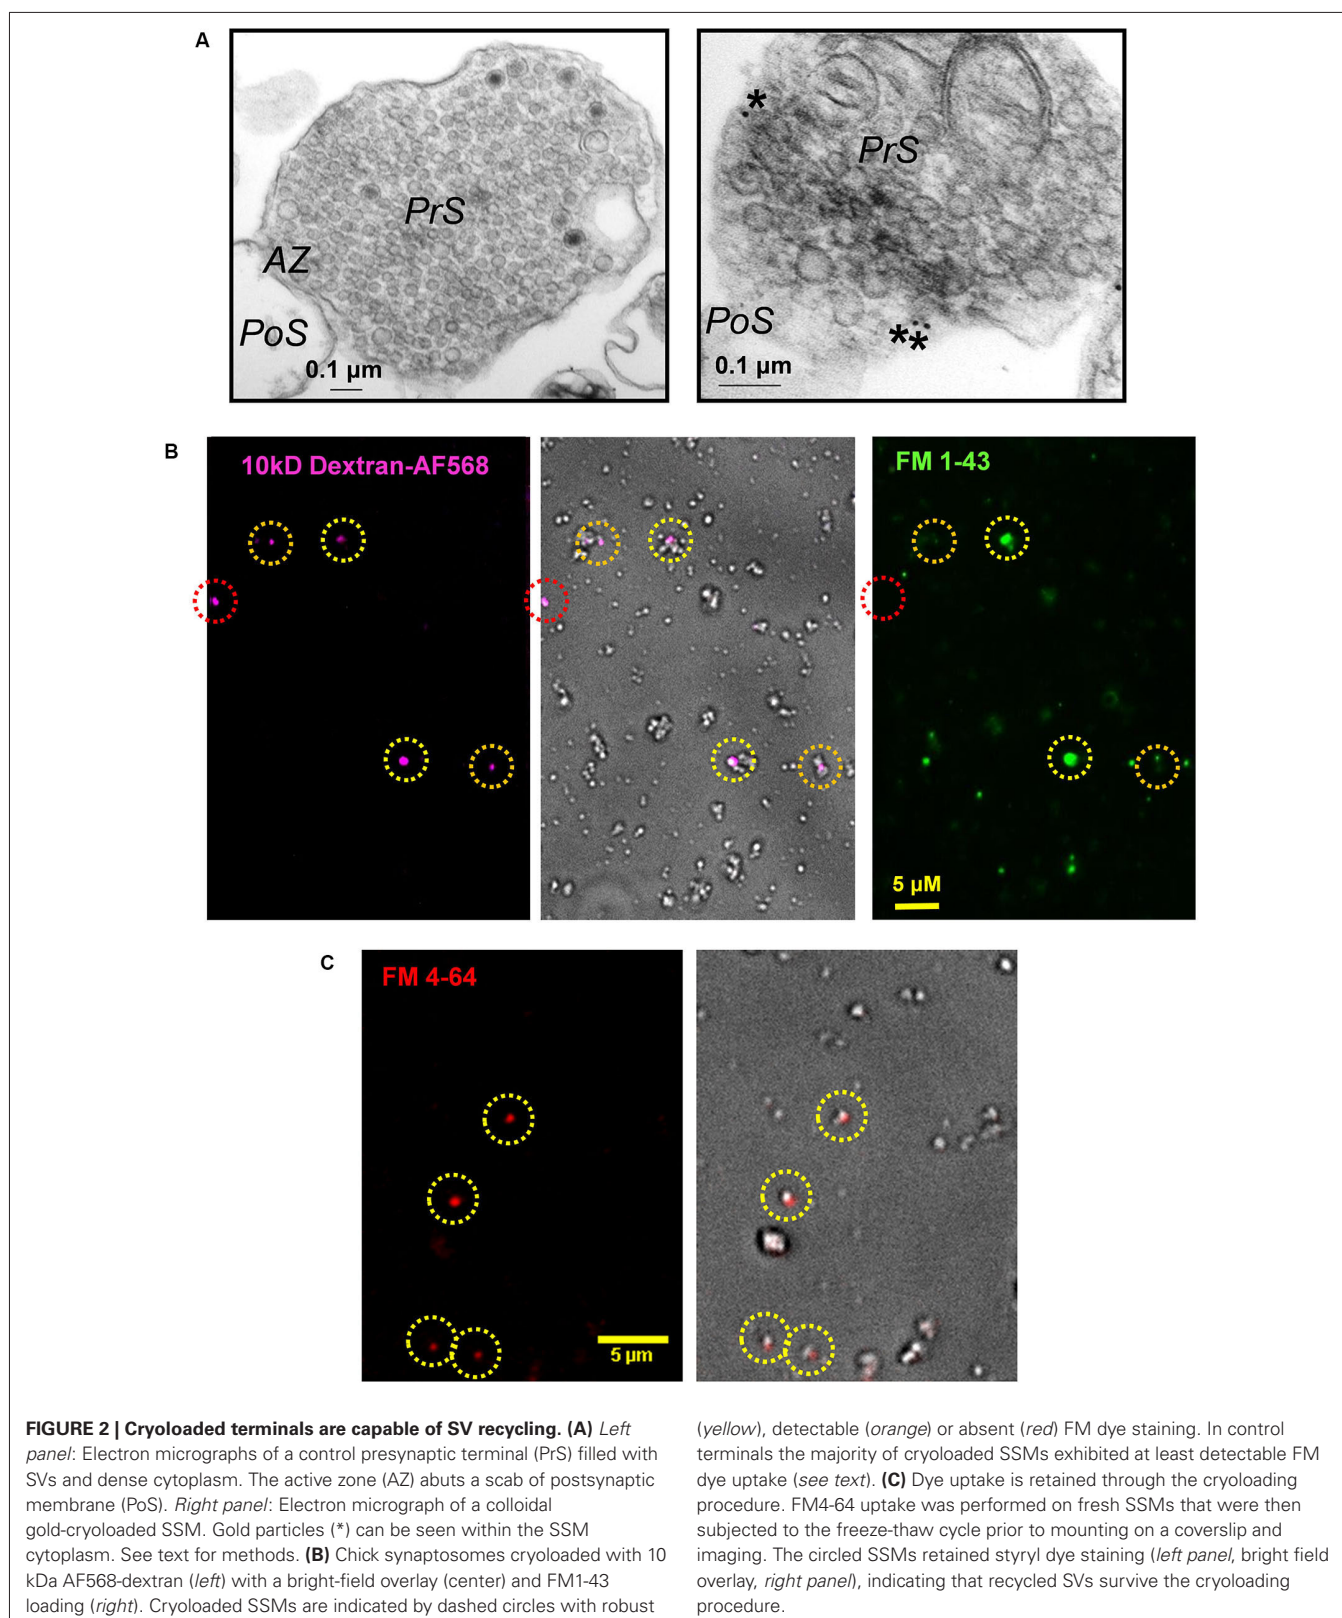 A
PrS
AZ
PoS
0.1 µm
*
PrS
PoS
**
0.1 µm
B
10kD Dextran-AF568
FM 1-43
5 µM
C
FM 4-64
5 µm
FIGURE 2 | Cryoloaded terminals are capable of SV recycling. (A) Left
panel: Electron micrographs of a control presynaptic terminal (PrS) filled with
SVs and dense cytoplasm. The active zone (AZ) abuts a scab of postsynaptic
membrane (PoS). Right panel: Electron micrograph of a colloidal
gold-cryoloaded SSM. Gold particles (*) can be seen within the SSM
cytoplasm. See text for methods. (B) Chick synaptosomes cryoloaded with 10
kDa AF568-dextran (left) with a bright-field overlay (center) and FM1-43
loading (right). Cryoloaded SSMs are indicated by dashed circles with robust
(yellow), detectable (orange) or absent (red) FM dye staining. In control
terminals the majority of cryoloaded SSMs exhibited at least detectable FM
dye uptake (see text). (C) Dye uptake is retained through the cryoloading
procedure. FM4-64 uptake was performed on fresh SSMs that were then
subjected to the freeze-thaw cycle prior to mounting on a coverslip and
imaging. The circled SSMs retained styryl dye staining (left panel, bright field
overlay, right panel), indicating that recycled SVs survive the cryoloading
procedure.